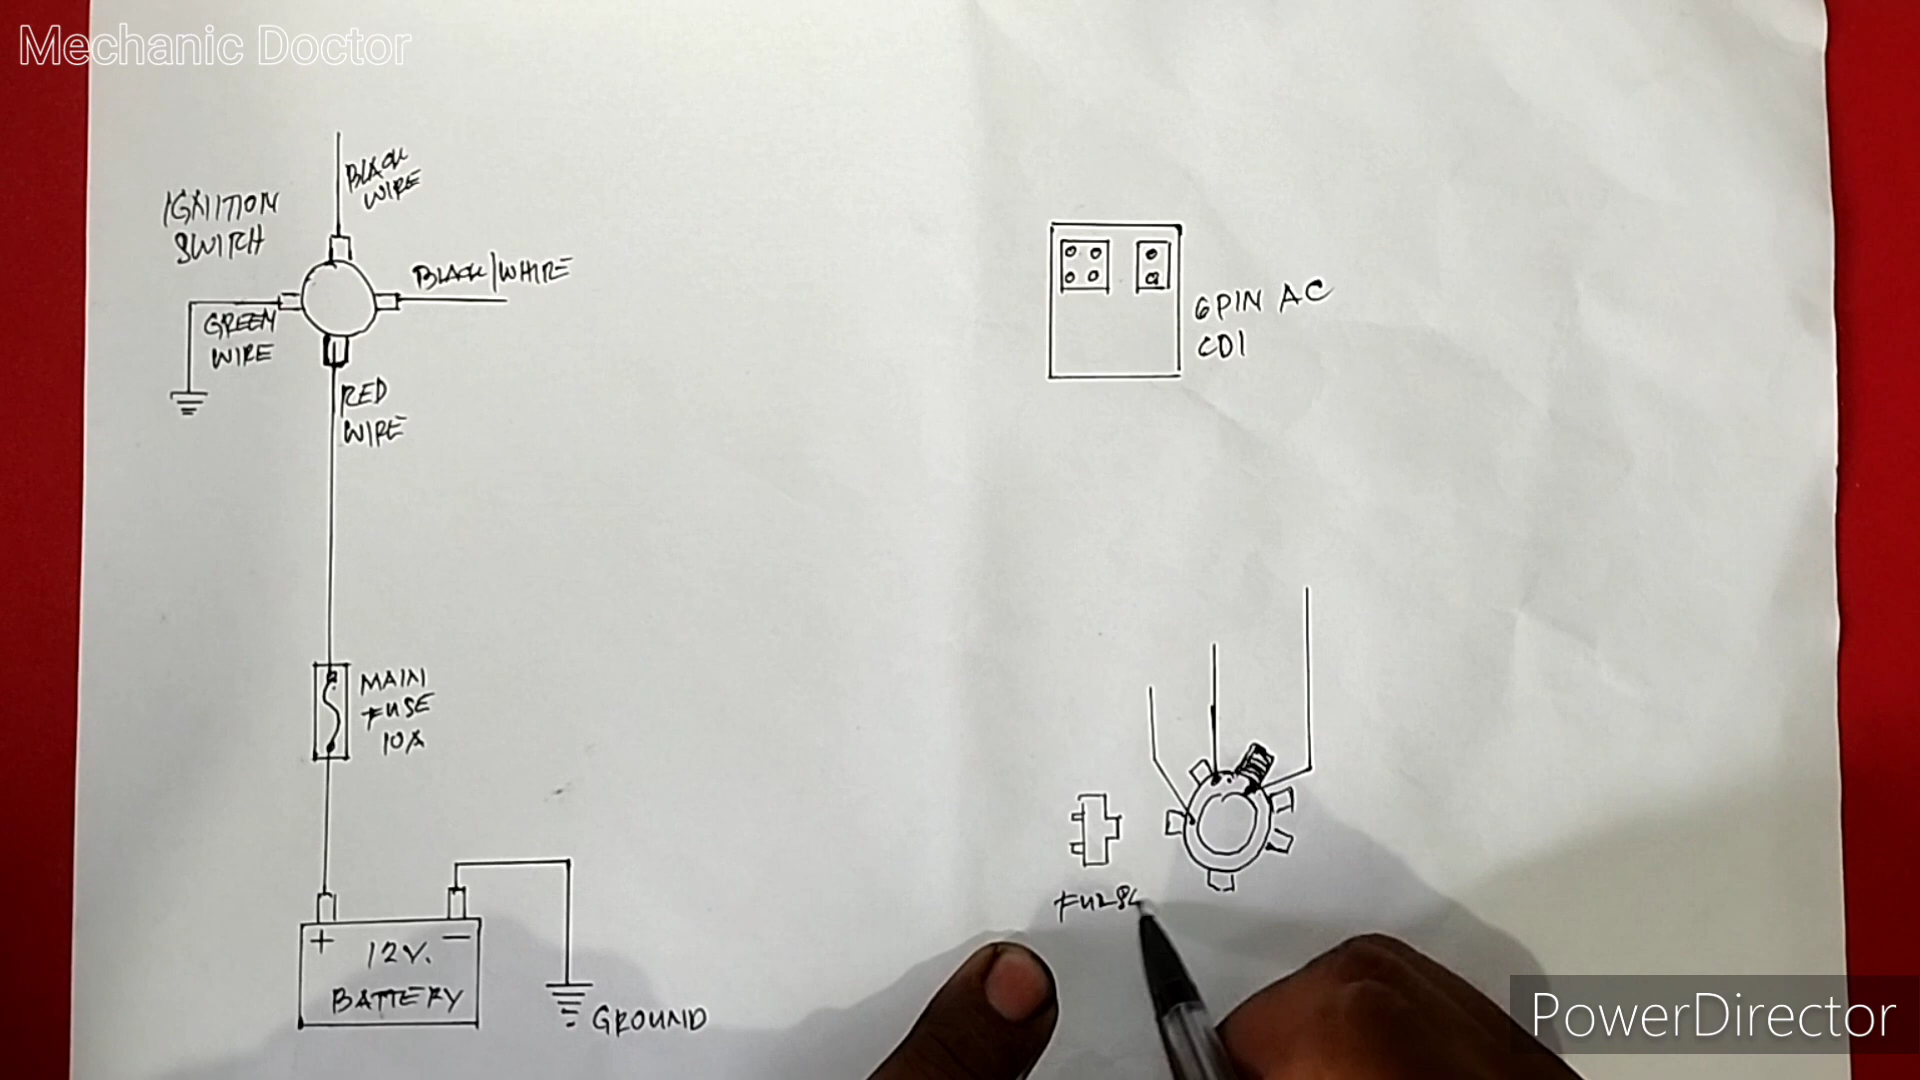 Mechanic Doctor
BLACK
WIRE
IGNITION
SWITCH
BLACK/WHITE
GREEN
WIRE
RED
WIRE
6PIN AC
CDI
MAIN
FUSE
10A
+ 12V. −
BATTERY
GROUND
PowerDirector